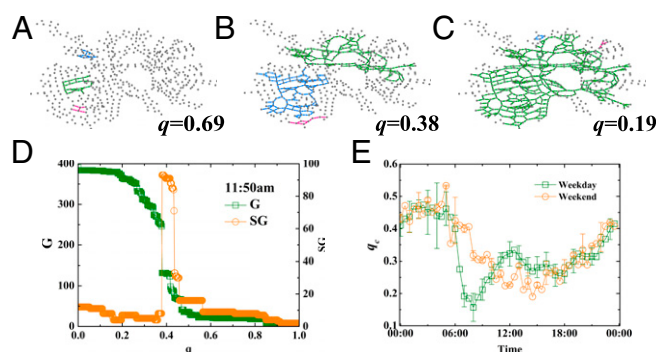 A B C
q=0.69 q=0.38 q=0.19
D E
400 100
300 80
200 60
100 40
0 20
0
G
SG
11:50am
G
SG
0.0 0.2 0.4 0.6 0.8 1.0
q
0.6
0.5
0.4
0.3
0.2
0.1
qc
Weekday
Weekend
00:00 06:00 12:00 18:00 00:00
Time